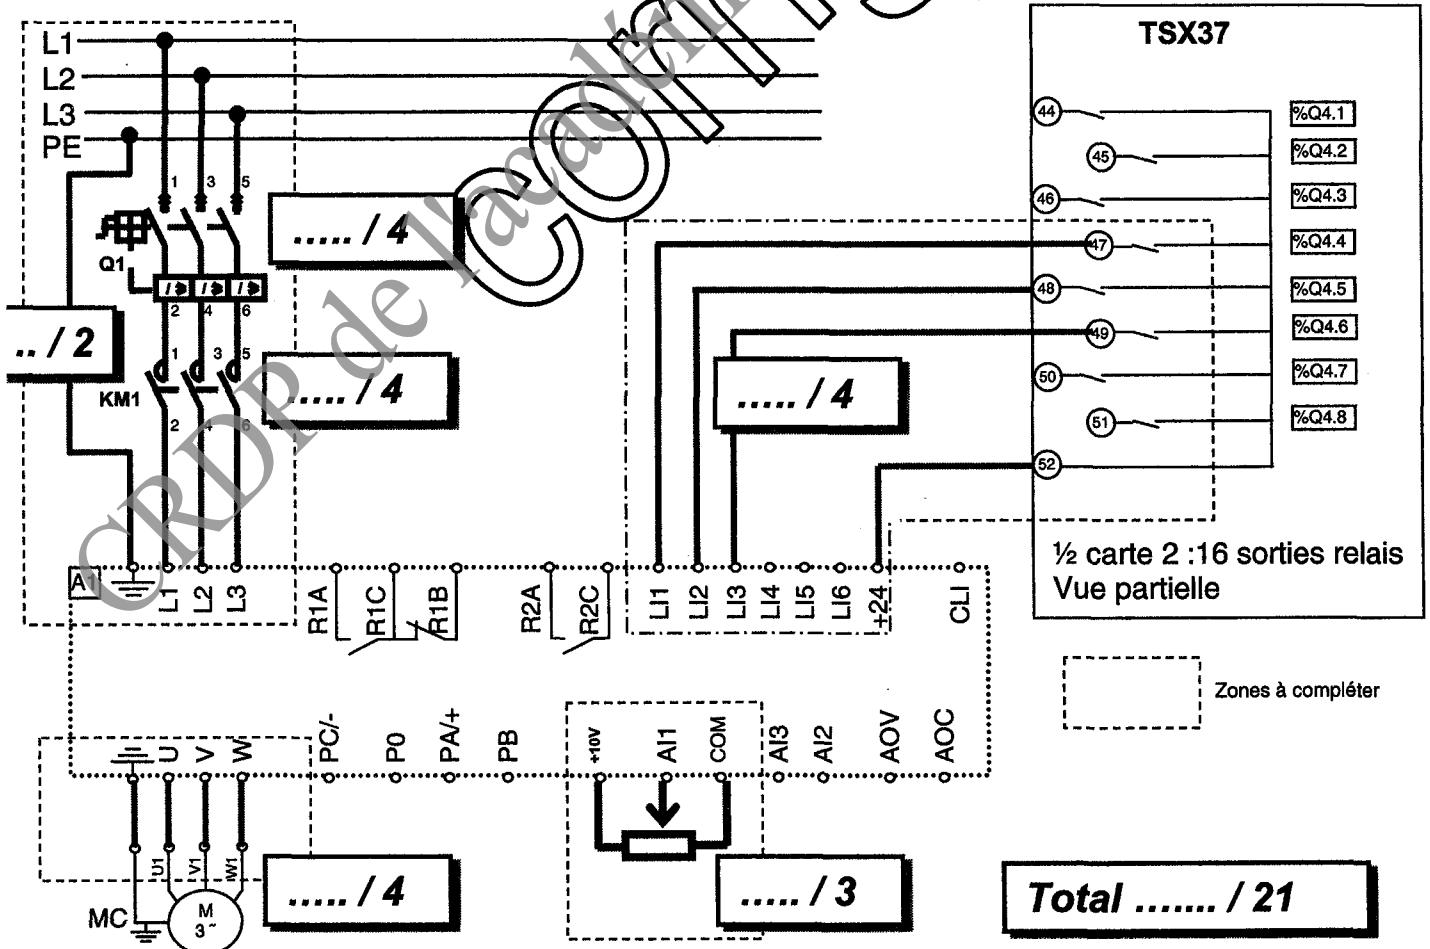 TSX37
L1
L2
L3
PE
1 3 5
Q1
2 4 6
..... / 4
.. / 2
1 3 5
KM1
2 4 6
..... / 4
..... / 4
44 %Q4.1
45 %Q4.2
46 %Q4.3
47 %Q4.4
48 %Q4.5
49 %Q4.6
50 %Q4.7
51 %Q4.8
52
½ carte 2 :16 sorties relais
Vue partielle
A1 L1 L2 L3 R1A R1C R1B R2A R2C LI1 LI2 LI3 LI4 LI5 LI6 +24 CLI
Zones à compléter
U V W PC/- P0 PA/+ PB +10V AI1 COM AI3 AI2 AOV AOC
U1 V1 W1
MC
M
3 ~
..... / 4
..... / 3
Total ....... / 21
CRDP de l'académ